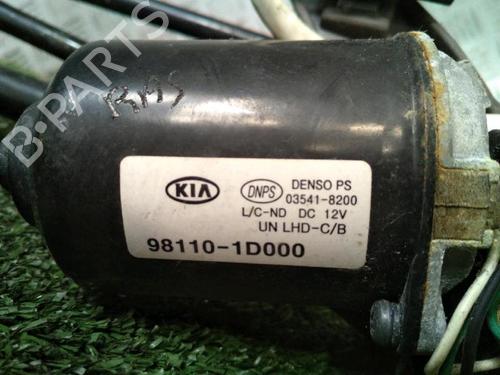 B-PARTS
KIA DNPS DENSO PS
03541-8200
L/C-ND DC 12V
UN LHD-C/B
98110-1D000